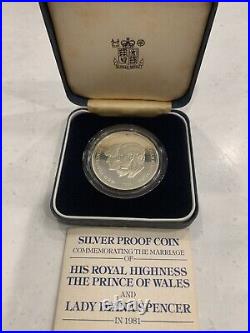 ROYAL MINT
SILVER PROOF COIN
COMMEMORATING THE MARRIAGE
OF
HIS ROYAL HIGHNESS
THE PRINCE OF WALES
AND
LADY DIANA SPENCER
IN 1981